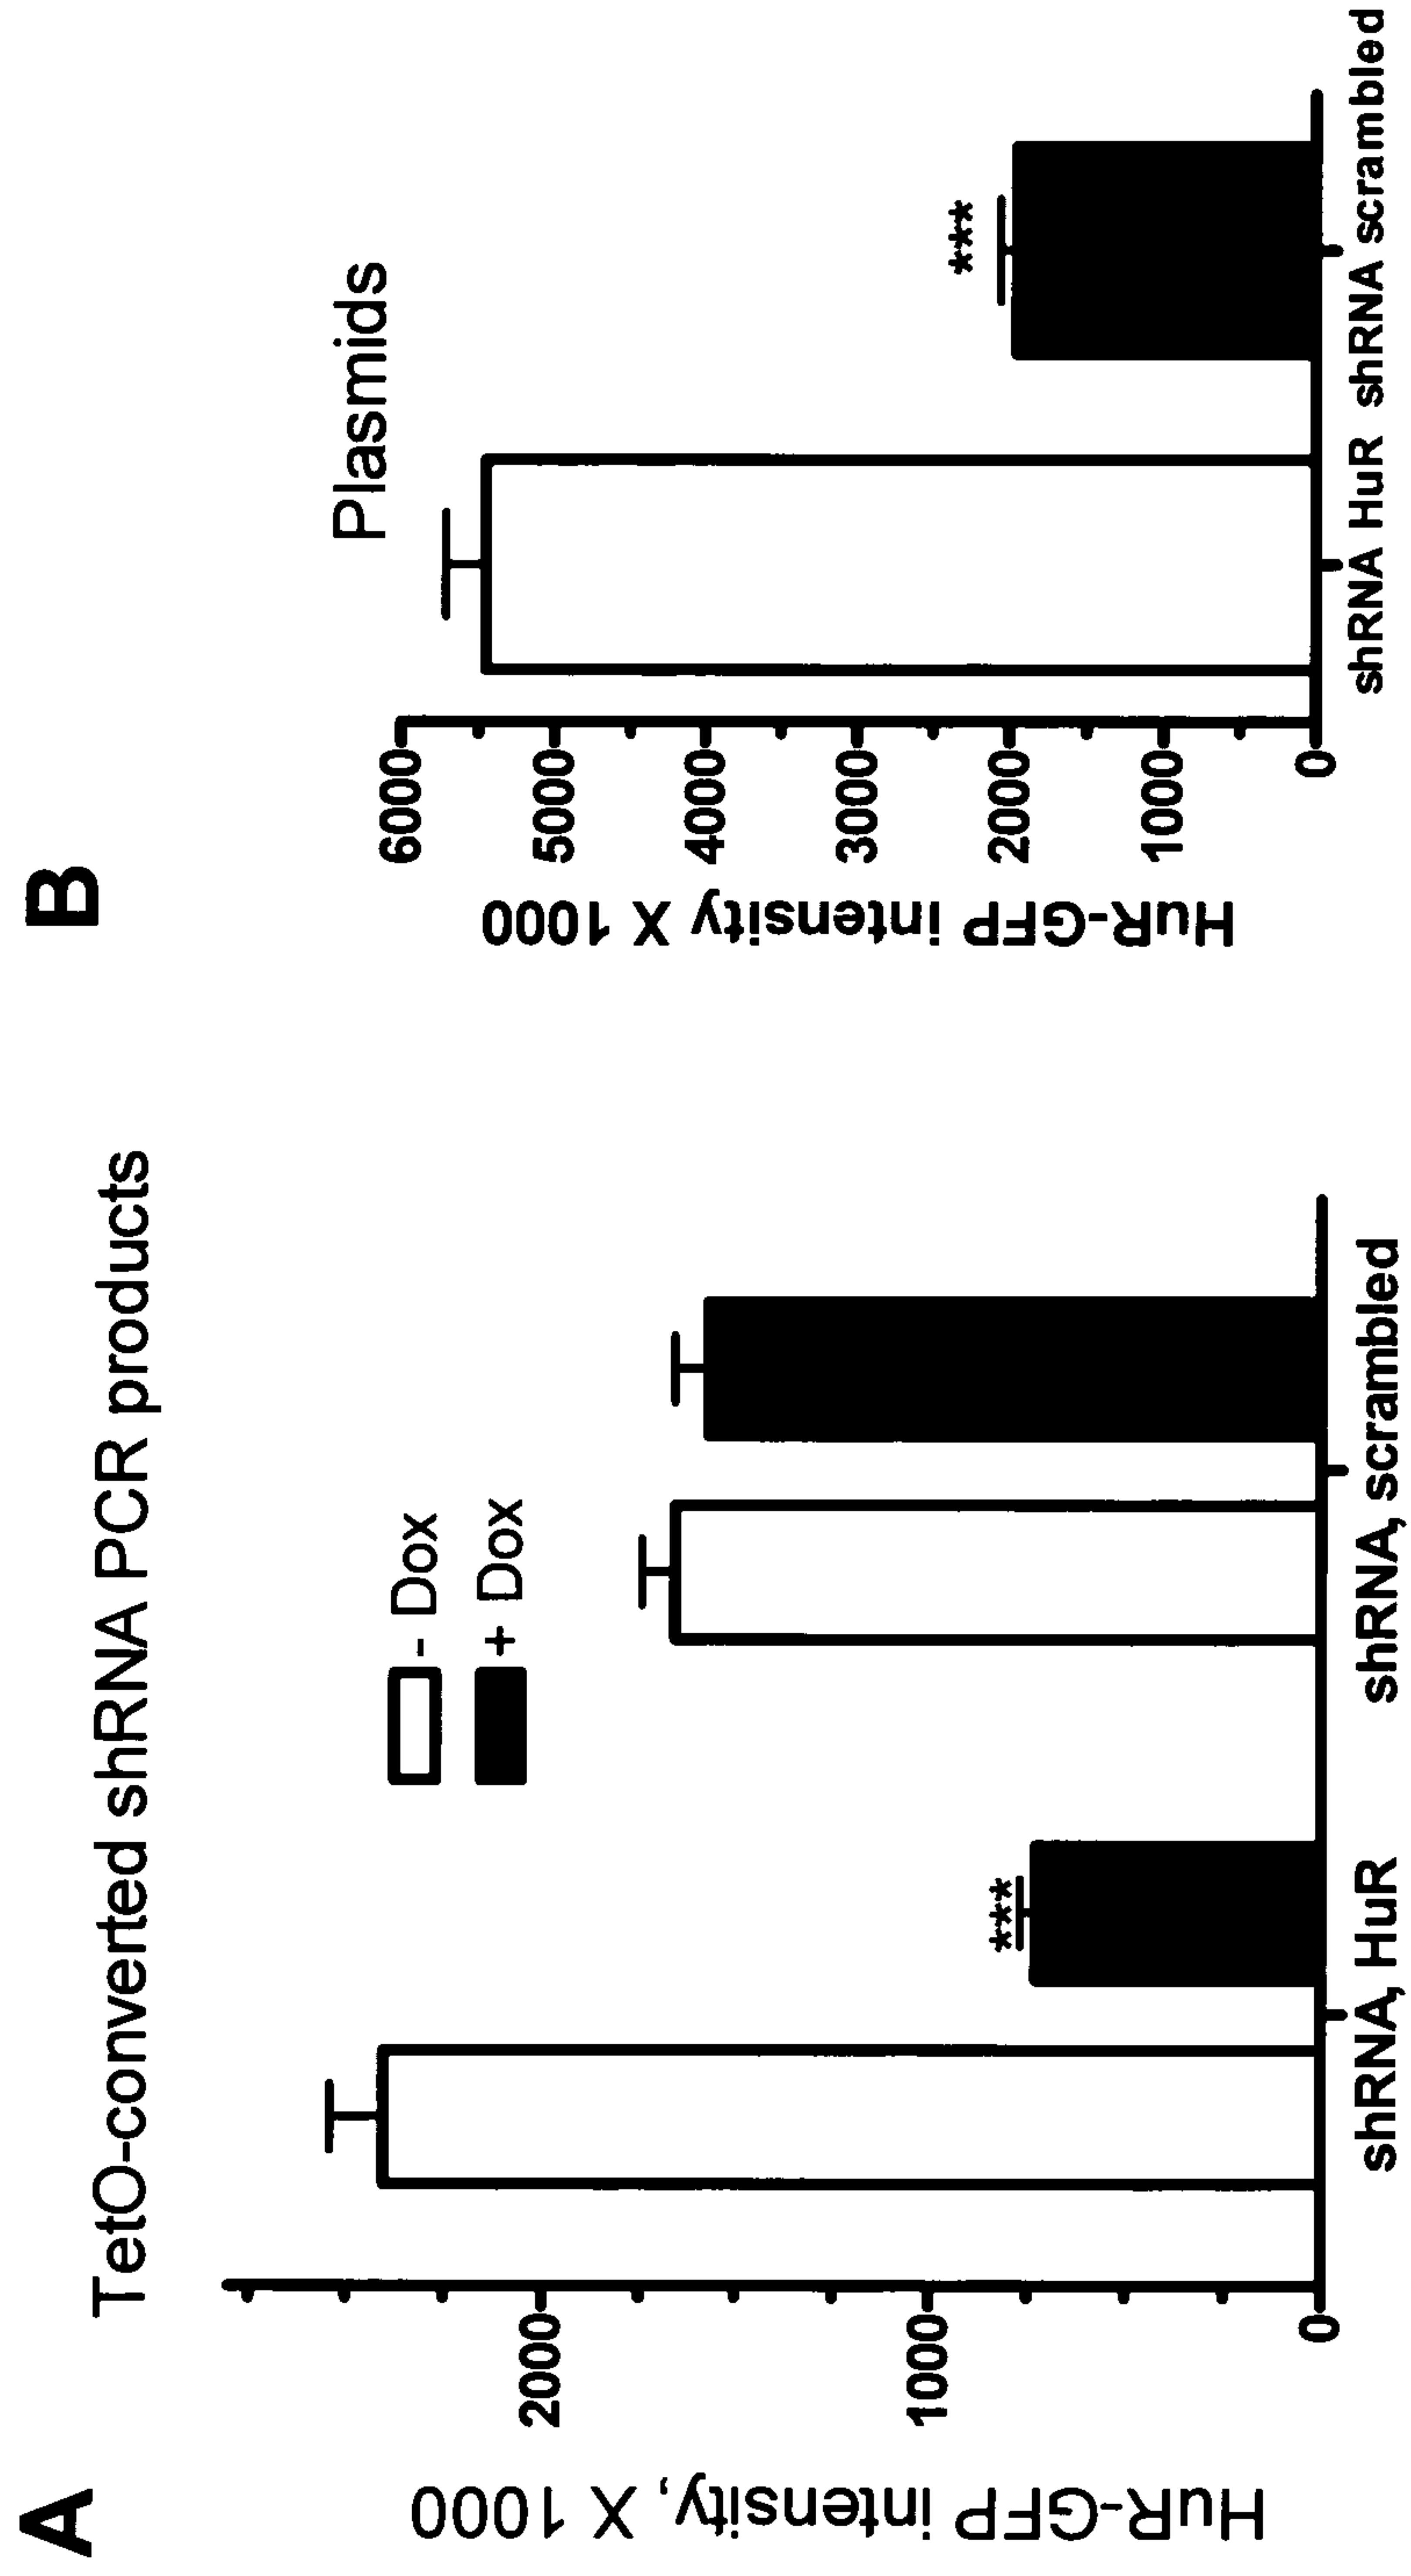 A
TetO-converted shRNA PCR products
HuR-GFP intensity, X 1000
2000
1000
0
- Dox
+ Dox
***
shRNA, HuR
shRNA, scrambled
B
Plasmids
HuR-GFP intensity X 1000
6000
5000
4000
3000
2000
1000
0
***
shRNA HuR
shRNA scrambled